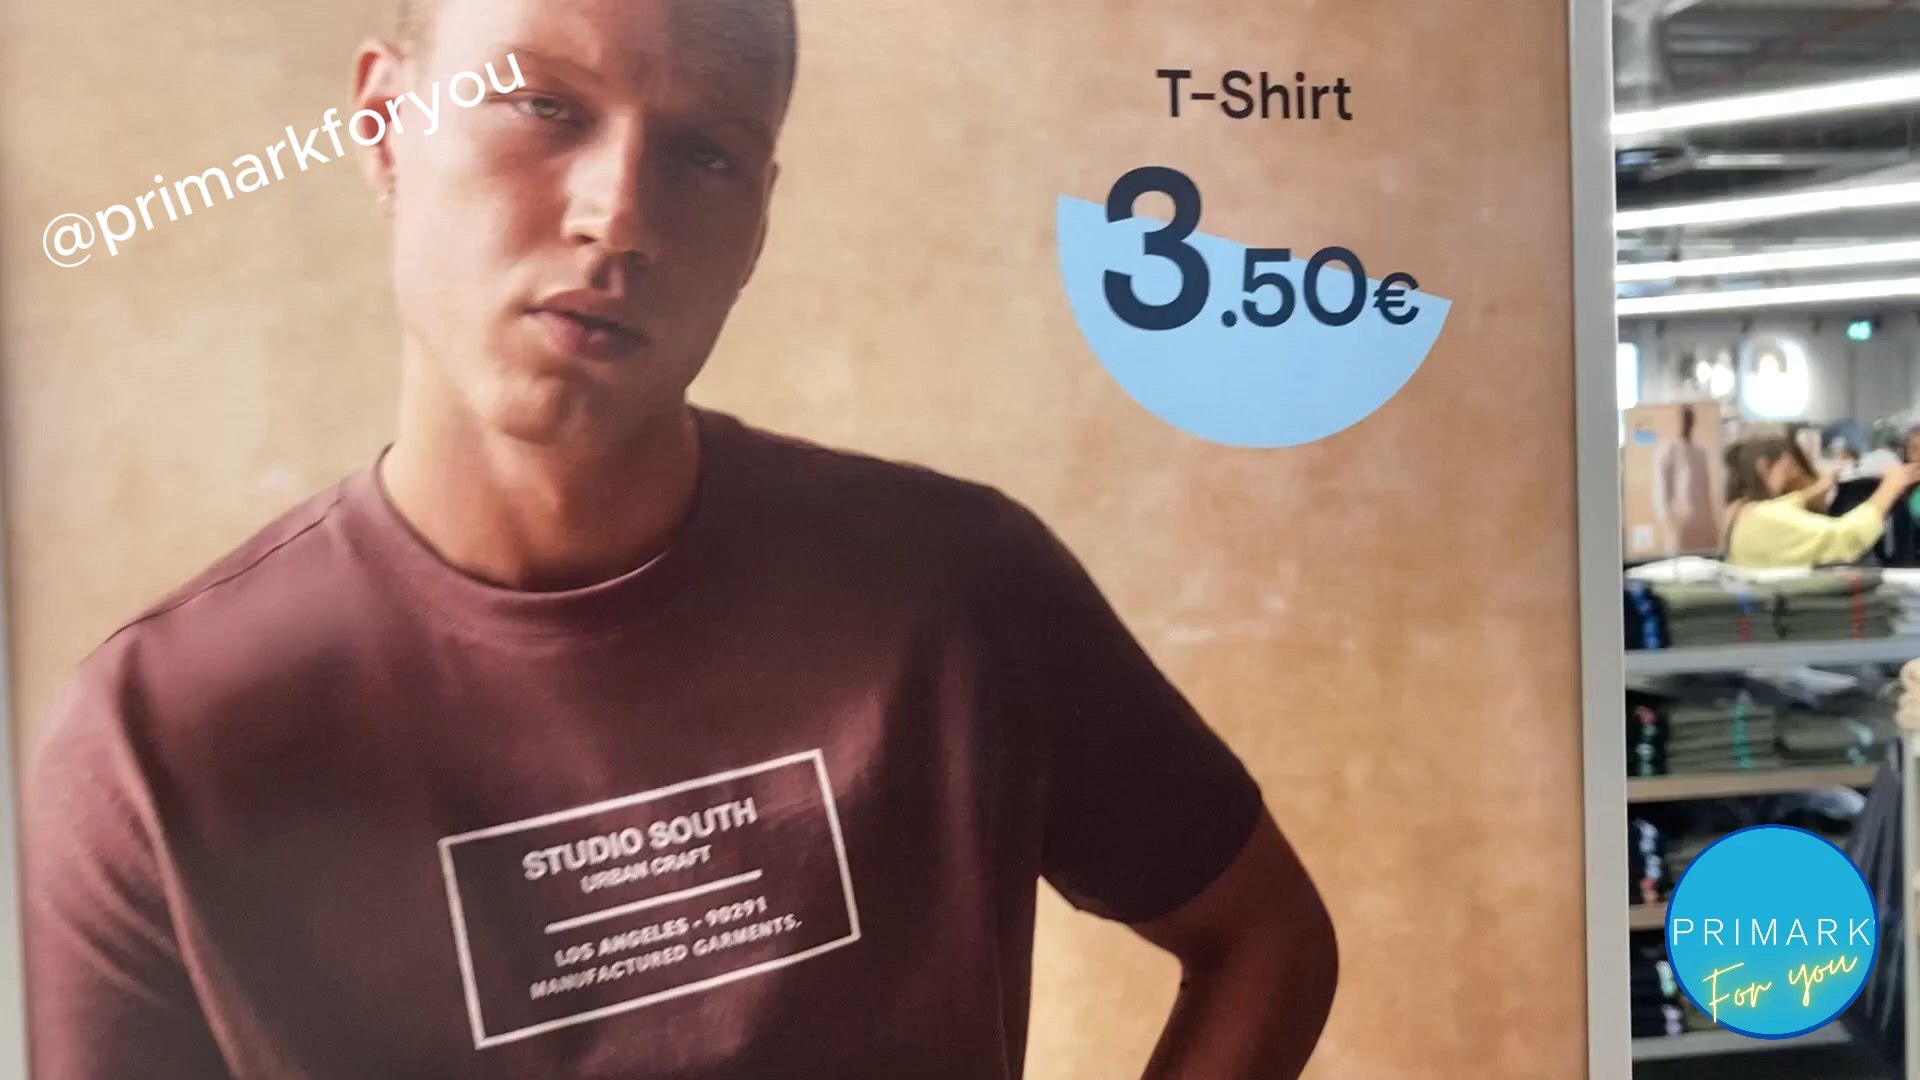 @primarkforyou
T-Shirt
3.50€
STUDIO SOUTH
URBAN CRAFT
LOS ANGELES - 90291
MANUFACTURED GARMENTS.
PRIMARK
For you